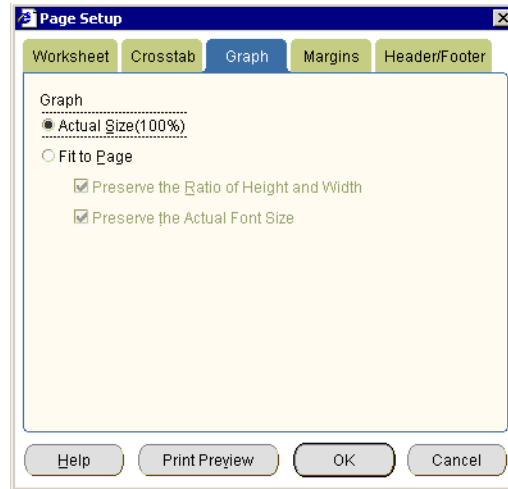 Page Setup
Worksheet Crosstab Graph Margins Header/Footer
Graph
Actual Size(100%)
Fit to Page
Preserve the Ratio of Height and Width
Preserve the Actual Font Size
Help Print Preview OK Cancel